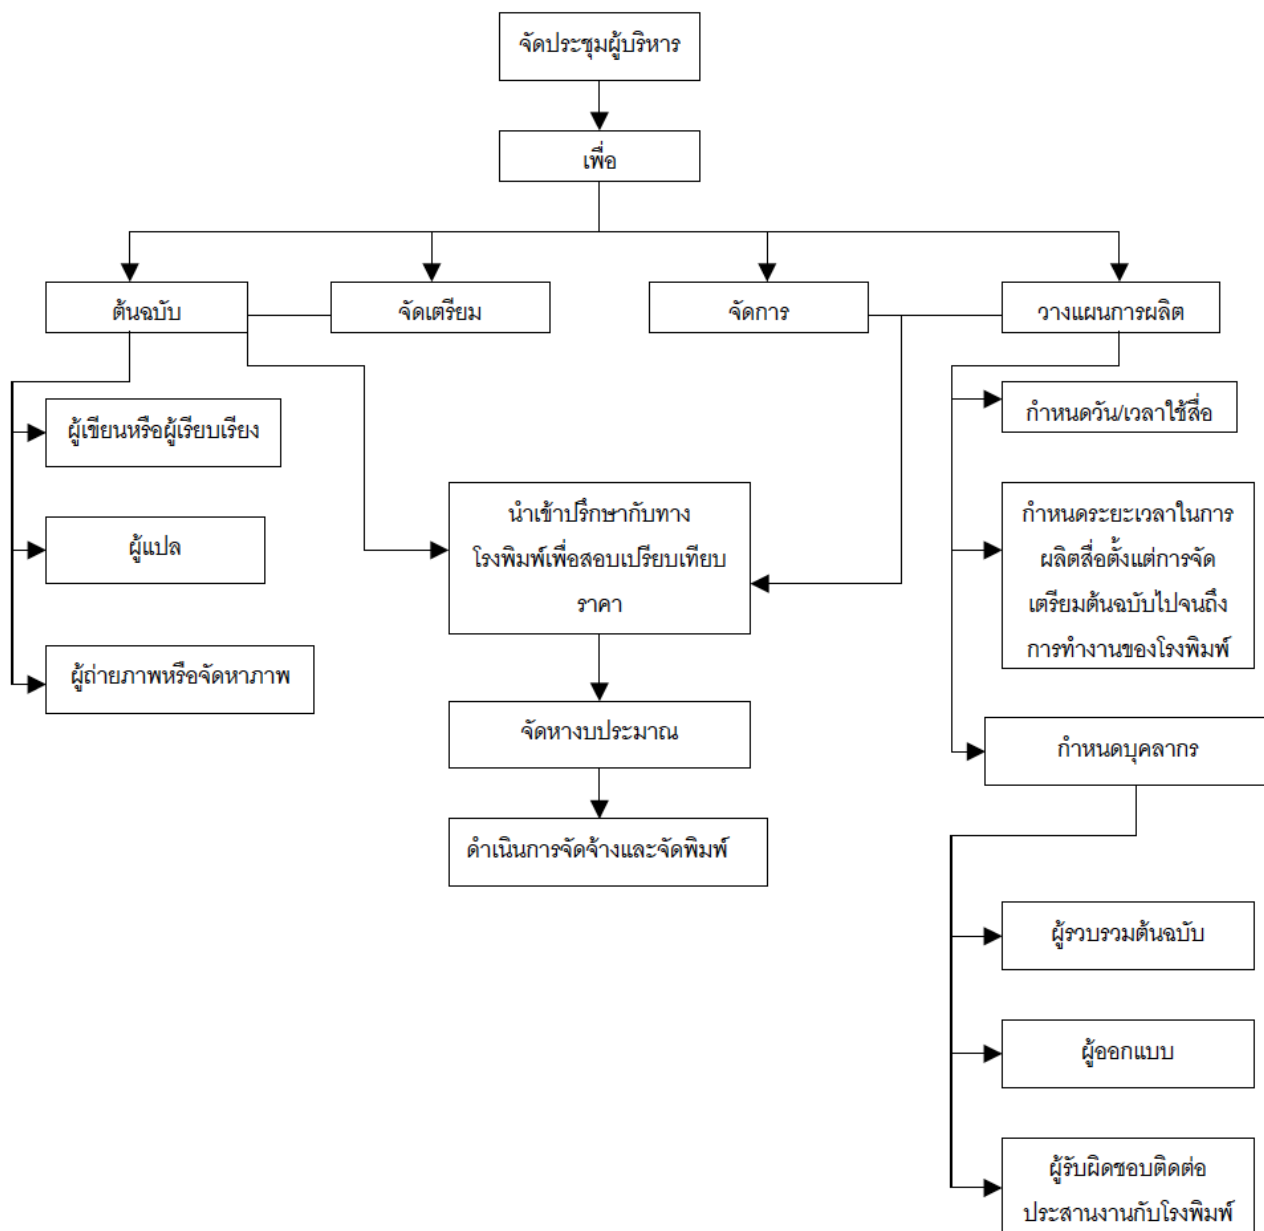 จัดประชุมผู้บริหาร
เพื่อ
ต้นฉบับ
จัดเตรียม
จัดการ
วางแผนการผลิต
ผู้เขียนหรือผู้เรียบเรียง
ผู้แปล
ผู้ถ่ายภาพหรือจัดหาภาพ
นำเข้าปรึกษากับทาง
โรงพิมพ์เพื่อสอบเปรียบเทียบ
ราคา
จัดหางบประมาณ
ดำเนินการจัดจ้างและจัดพิมพ์
กำหนดวัน/เวลาใช้สื่อ
กำหนดระยะเวลาในการ
ผลิตสื่อตั้งแต่การจัด
เตรียมต้นฉบับไปจนถึง
การทำงานของโรงพิมพ์
กำหนดบุคลากร
ผู้รวบรวมต้นฉบับ
ผู้ออกแบบ
ผู้รับผิดชอบติดต่อ
ประสานงานกับโรงพิมพ์